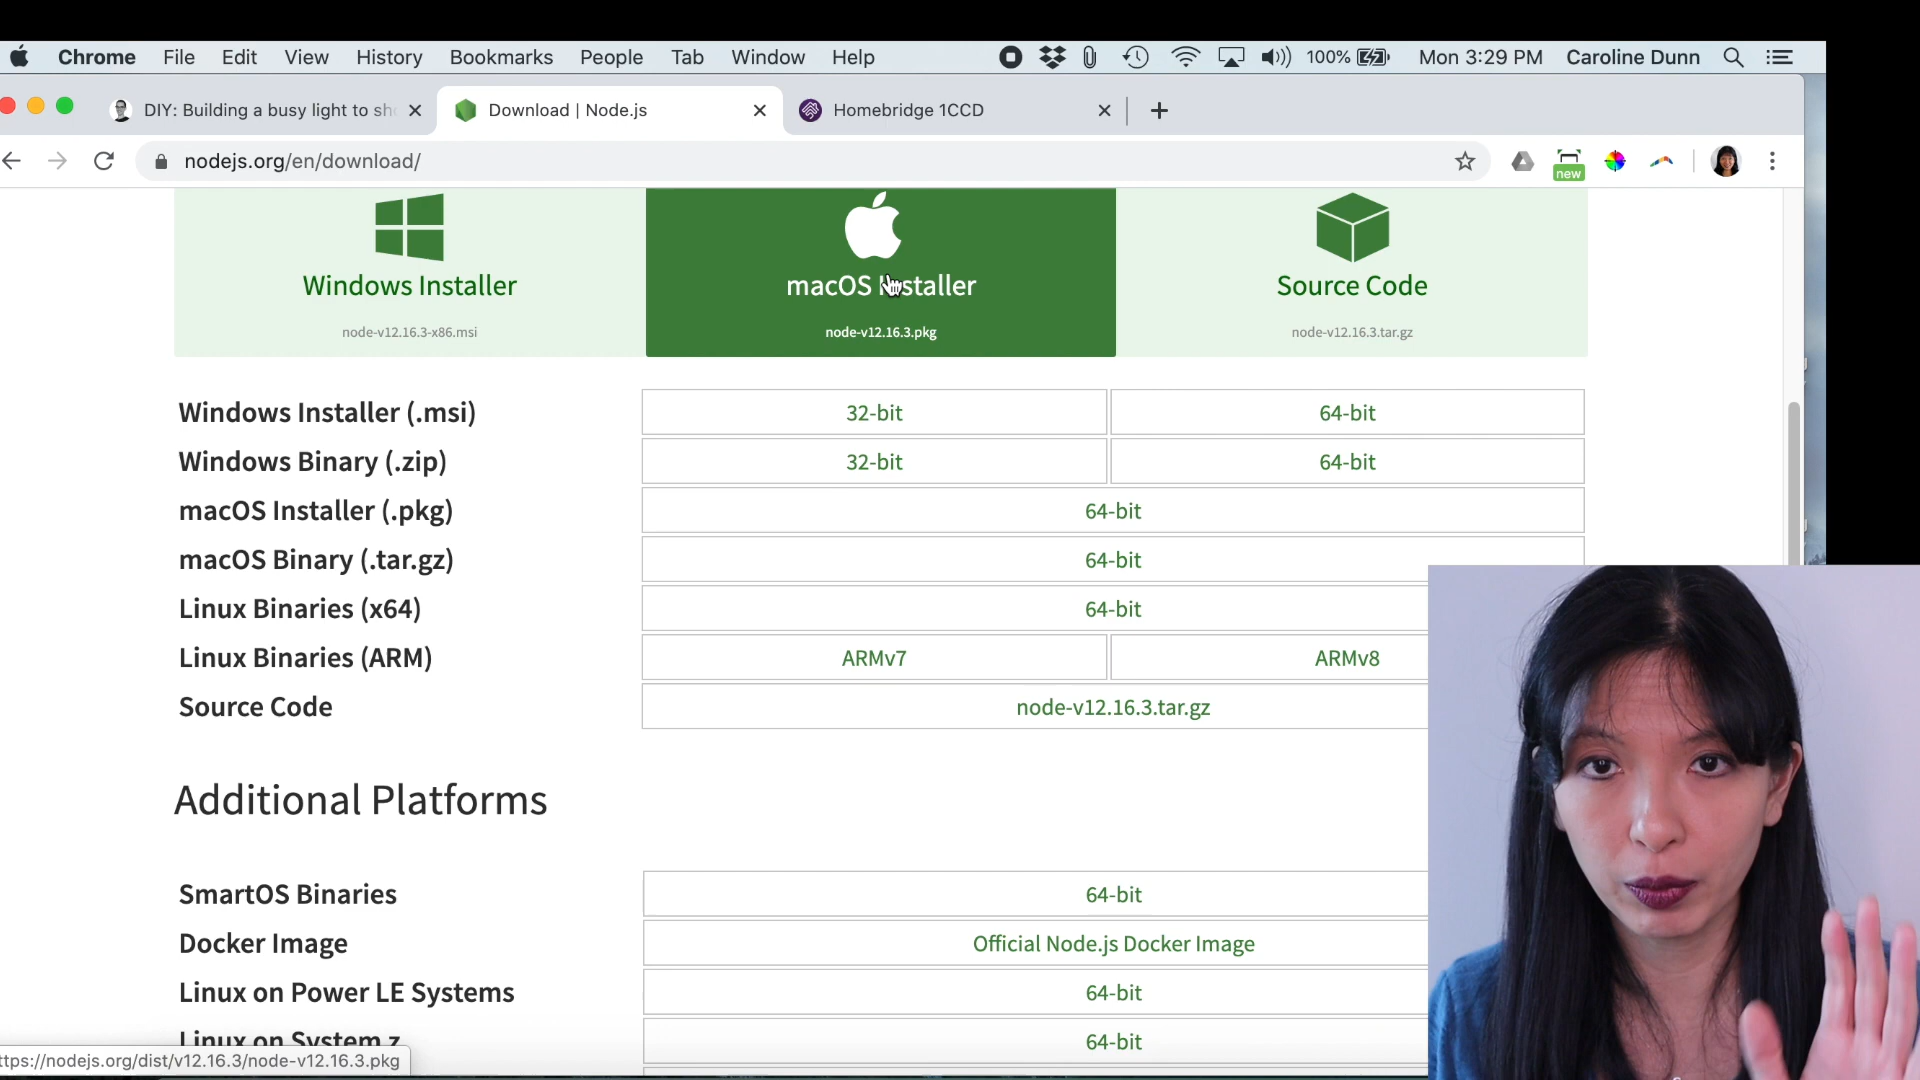 Chrome File Edit View History Bookmarks People Tab Window Help 100% Mon 3:29 PM Caroline Dunn
DIY: Building a busy light to sh Download | Node.js Homebridge 1CCD
nodejs.org/en/download/
new
Windows Installer macOS Installer Source Code
node-v12.16.3-x86.msi node-v12.16.3.pkg node-v12.16.3.tar.gz
Windows Installer (.msi) 32-bit 64-bit
Windows Binary (.zip) 32-bit 64-bit
macOS Installer (.pkg) 64-bit
macOS Binary (.tar.gz) 64-bit
Linux Binaries (x64) 64-bit
Linux Binaries (ARM) ARMv7 ARMv8
Source Code node-v12.16.3.tar.gz
Additional Platforms
SmartOS Binaries 64-bit
Docker Image Official Node.js Docker Image
Linux on Power LE Systems 64-bit
Linux on System z 64-bit
ttps://nodejs.org/dist/v12.16.3/node-v12.16.3.pkg